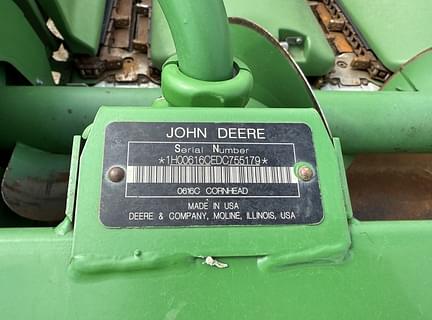 JOHN DEERE
Serial Number
*1H00616CEDC755179*
0616C CORNHEAD
MADE IN USA
DEERE & COMPANY, MOLINE, ILLINOIS, USA